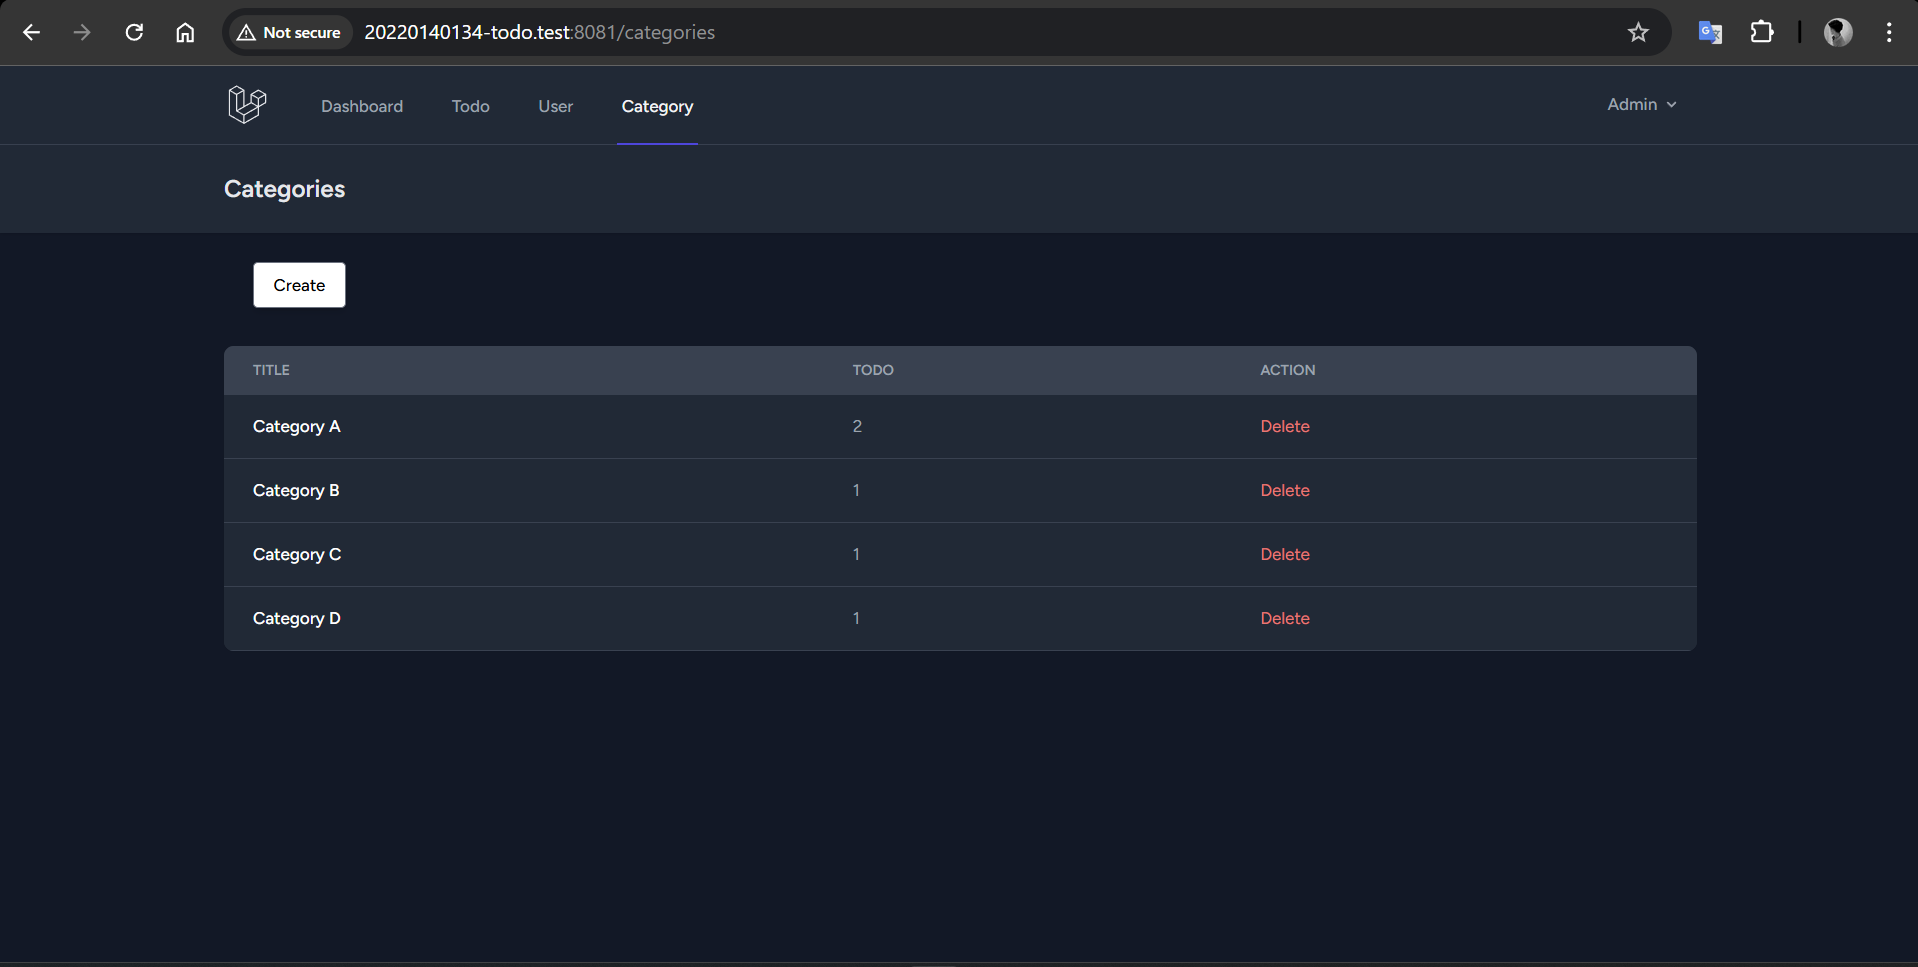 Not secure 20220140134-todo.test:8081/categories
Dashboard Todo User Category Admin
Categories
Create
TITLE TODO ACTION
Category A 2 Delete
Category B 1 Delete
Category C 1 Delete
Category D 1 Delete